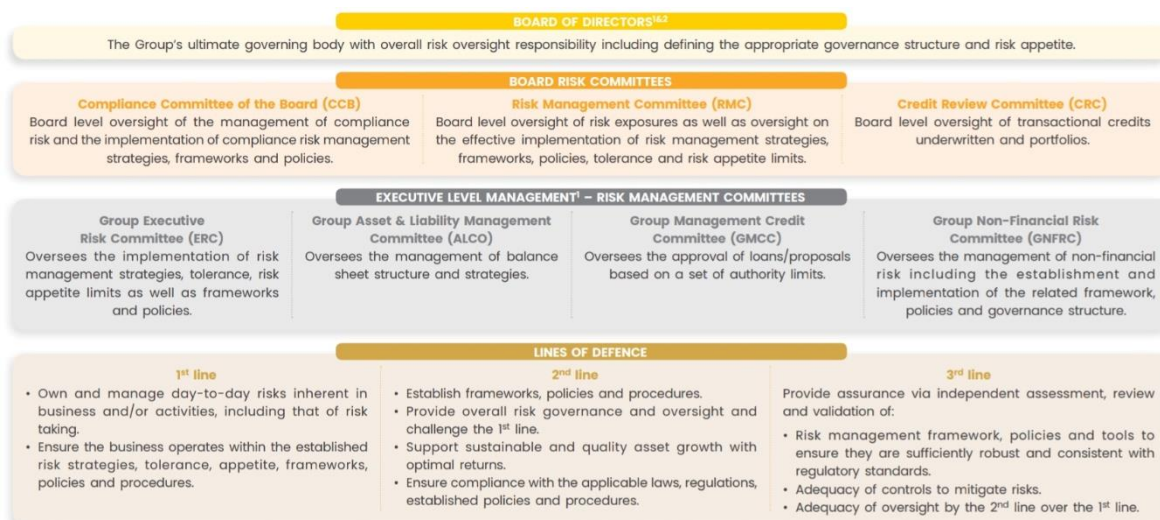 BOARD OF DIRECTORS1&2
The Group's ultimate governing body with overall risk oversight responsibility including defining the appropriate governance structure and risk appetite.
BOARD RISK COMMITTEES
Compliance Committee of the Board (CCB)
Board level oversight of the management of compliance
risk and the implementation of compliance risk management
strategies, frameworks and policies.
Risk Management Committee (RMC)
Board level oversight of risk exposures as well as oversight on
the effective implementation of risk management strategies,
frameworks, policies, tolerance and risk appetite limits.
Credit Review Committee (CRC)
Board level oversight of transactional credits
underwritten and portfolios.
EXECUTIVE LEVEL MANAGEMENT1 – RISK MANAGEMENT COMMITTEES
Group Executive
Risk Committee (ERC)
Oversees the implementation of risk
management strategies, tolerance, risk
appetite limits as well as frameworks
and policies.
Group Asset & Liability Management
Committee (ALCO)
Oversees the management of balance
sheet structure and strategies.
Group Management Credit
Committee (GMCC)
Oversees the approval of loans/proposals
based on a set of authority limits.
Group Non-Financial Risk
Committee (GNFRC)
Oversees the management of non-financial
risk including the establishment and
implementation of the related framework,
policies and governance structure.
LINES OF DEFENCE
1st line
• Own and manage day-to-day risks inherent in
business and/or activities, including that of risk
taking.
• Ensure the business operates within the established
risk strategies, tolerance, appetite, frameworks,
policies and procedures.
2nd line
• Establish frameworks, policies and procedures.
• Provide overall risk governance and oversight and
challenge the 1st line.
• Support sustainable and quality asset growth with
optimal returns.
• Ensure compliance with the applicable laws, regulations,
established policies and procedures.
3rd line
Provide assurance via independent assessment, review
and validation of:
• Risk management framework, policies and tools to
ensure they are sufficiently robust and consistent with
regulatory standards.
• Adequacy of controls to mitigate risks.
• Adequacy of oversight by the 2nd line over the 1st line.